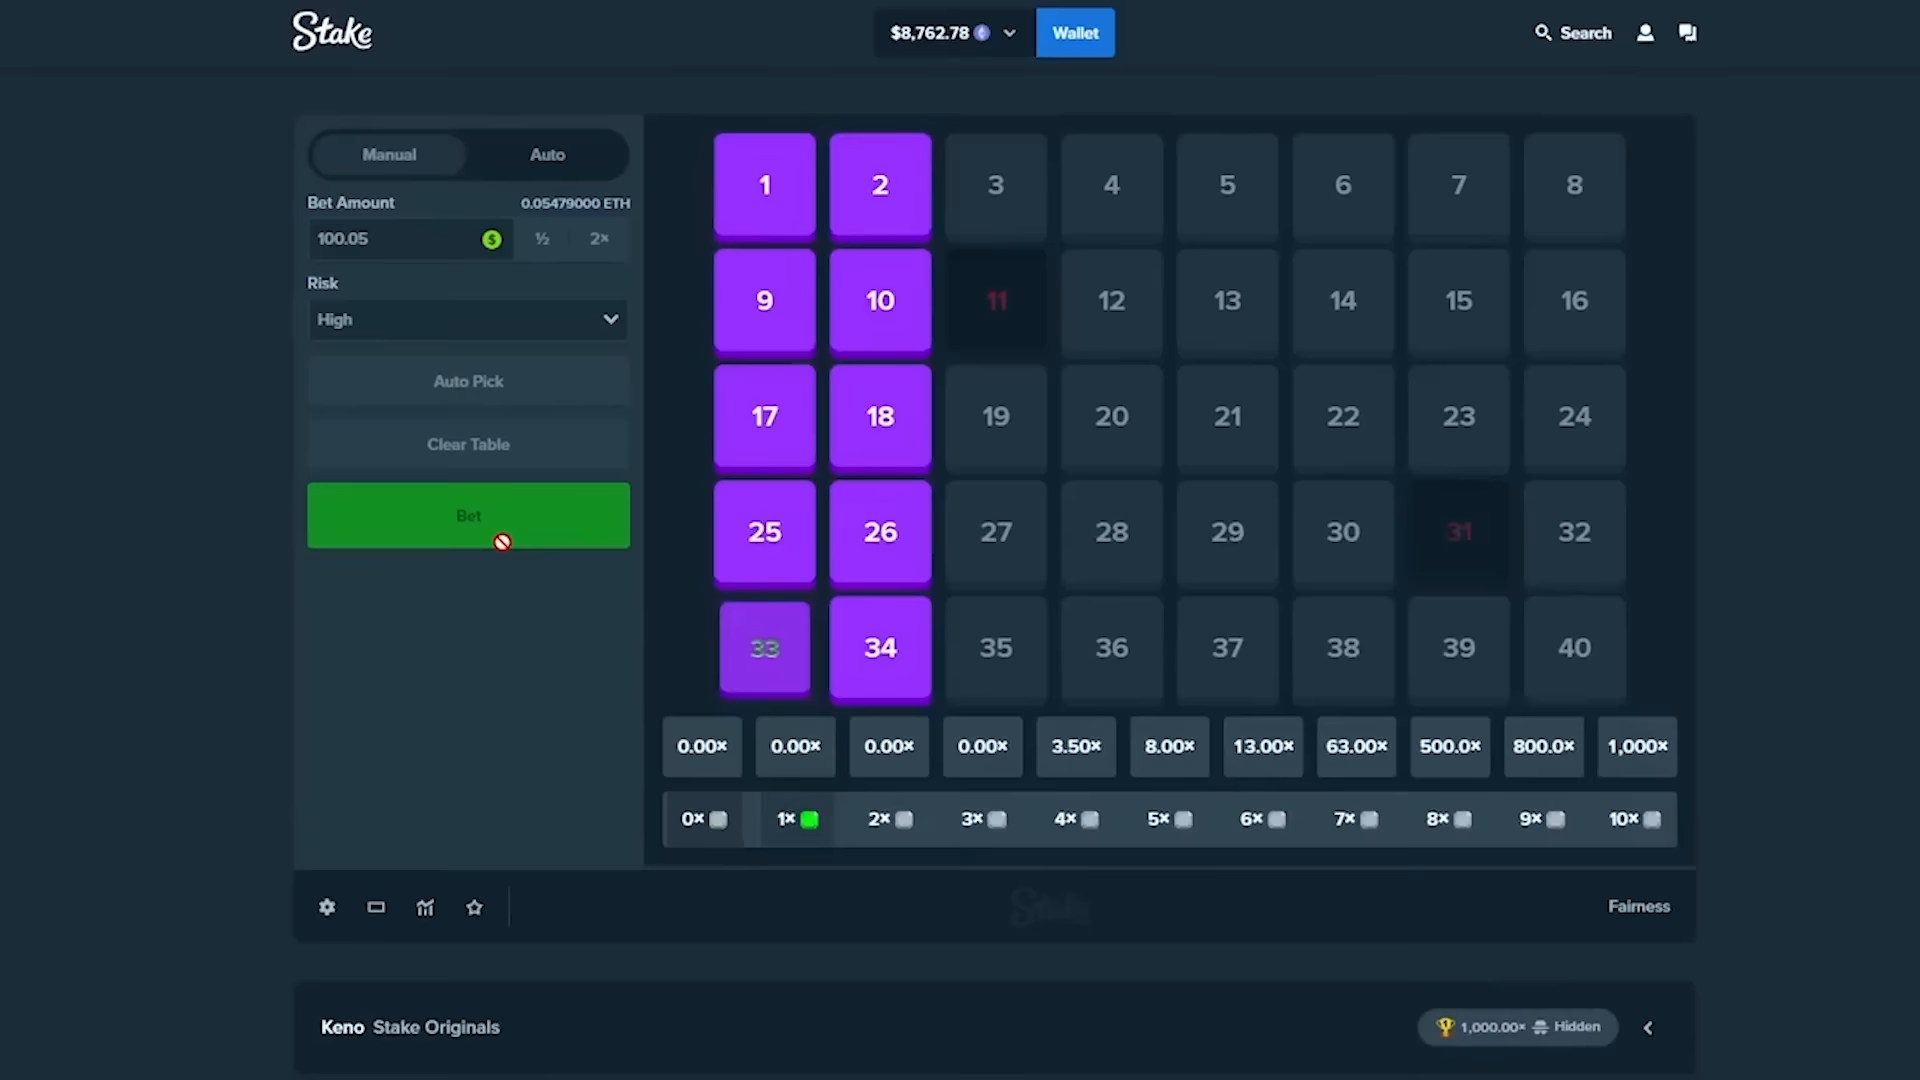 Stake
$8,762.78
Wallet
Search
Manual
Auto
Bet Amount
0.05479000 ETH
100.05
$
½
2×
Risk
High
Auto Pick
Clear Table
Bet
1 2 3 4 5 6 7 8
9 10 11 12 13 14 15 16
17 18 19 20 21 22 23 24
25 26 27 28 29 30 31 32
33 34 35 36 37 38 39 40
0.00× 0.00× 0.00× 0.00× 3.50× 8.00× 13.00× 63.00× 500.0× 800.0× 1,000×
0× 1× 2× 3× 4× 5× 6× 7× 8× 9× 10×
Stake
Fairness
Keno Stake Originals
1,000.00× Hidden